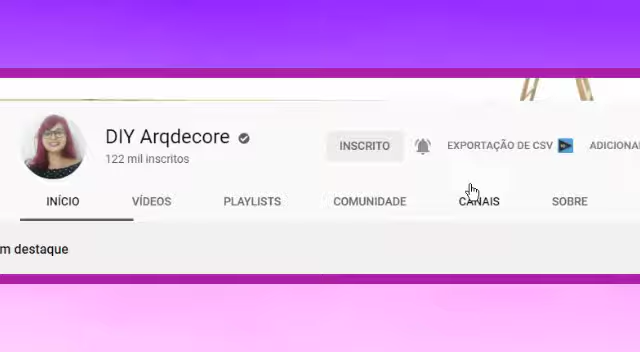 DIY Arqdecore
122 mil inscritos
INSCRITO
EXPORTAÇÃO DE CSV
ADICIONA
INÍCIO VÍDEOS PLAYLISTS COMUNIDADE CANAIS SOBRE
m destaque